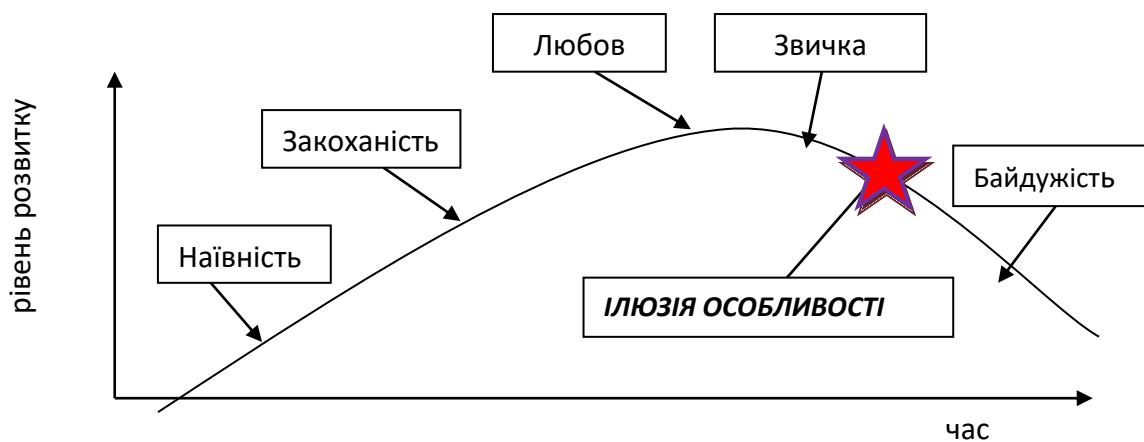 Любов
Звичка
Закоханість
Байдужість
Наївність
ІЛЮЗІЯ ОСОБЛИВОСТІ
рівень розвитку
час